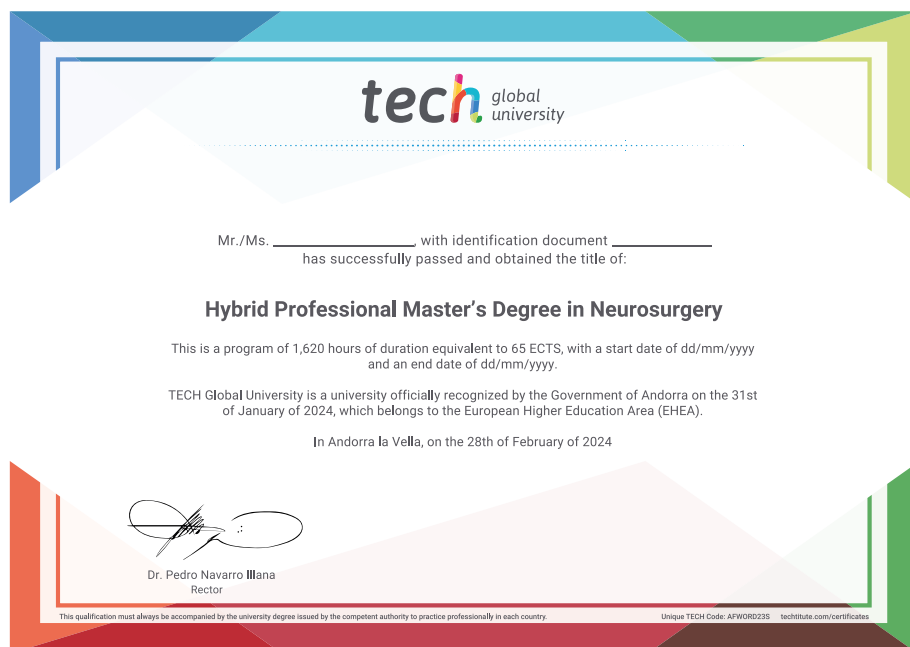 tech global
university
Mr./Ms. ____________________, with identification document ______________
has successfully passed and obtained the title of:
Hybrid Professional Master’s Degree in Neurosurgery
This is a program of 1,620 hours of duration equivalent to 65 ECTS, with a start date of dd/mm/yyyy
and an end date of dd/mm/yyyy.
TECH Global University is a university officially recognized by the Government of Andorra on the 31st
of January of 2024, which belongs to the European Higher Education Area (EHEA).
In Andorra la Vella, on the 28th of February of 2024
Dr. Pedro Navarro Illana
Rector
This qualification must always be accompanied by the university degree issued by the competent authority to practice professionally in each country.
Unique TECH Code: AFWORD23S techtitute.com/certificates